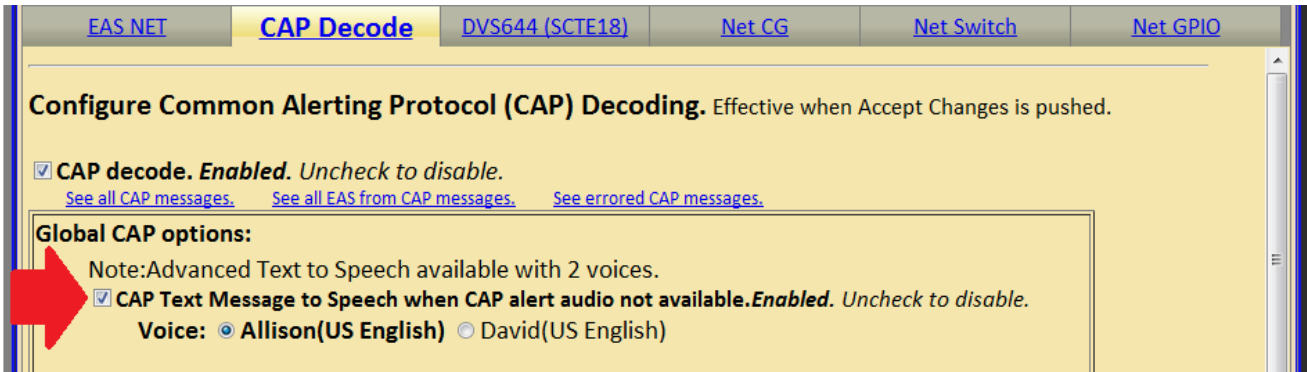 EAS NET CAP Decode DVS644 (SCTE18) Net CG Net Switch Net GPIO
Configure Common Alerting Protocol (CAP) Decoding. Effective when Accept Changes is pushed.
CAP decode. Enabled. Uncheck to disable.
See all CAP messages. See all EAS from CAP messages. See errored CAP messages.
Global CAP options:
Note:Advanced Text to Speech available with 2 voices.
CAP Text Message to Speech when CAP alert audio not available.Enabled. Uncheck to disable.
Voice: Allison(US English) David(US English)